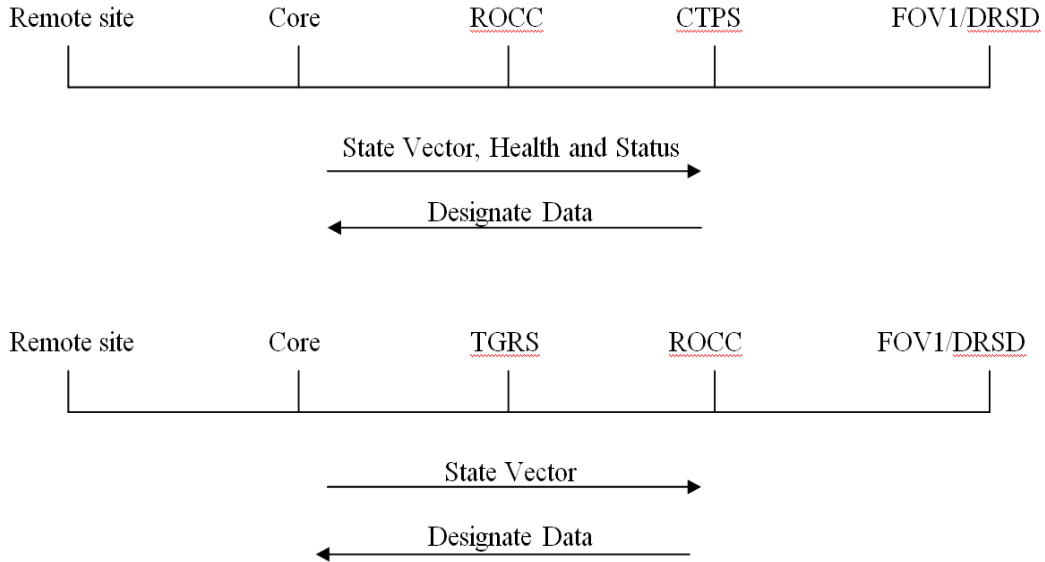 Remote site Core ROCC CTPS FOV1/DRSD
State Vector, Health and Status
Designate Data
Remote site Core TGRS ROCC FOV1/DRSD
State Vector
Designate Data